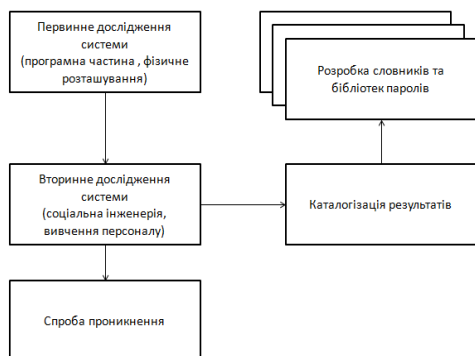 Первинне дослідження
системи
(програмна частина , фізичне
розташування)
Розробка словників та
бібліотек паролів
Вторинне дослідження
системи
(соціальна інженерія,
вивчення персоналу)
Каталогізація результатів
Спроба проникнення